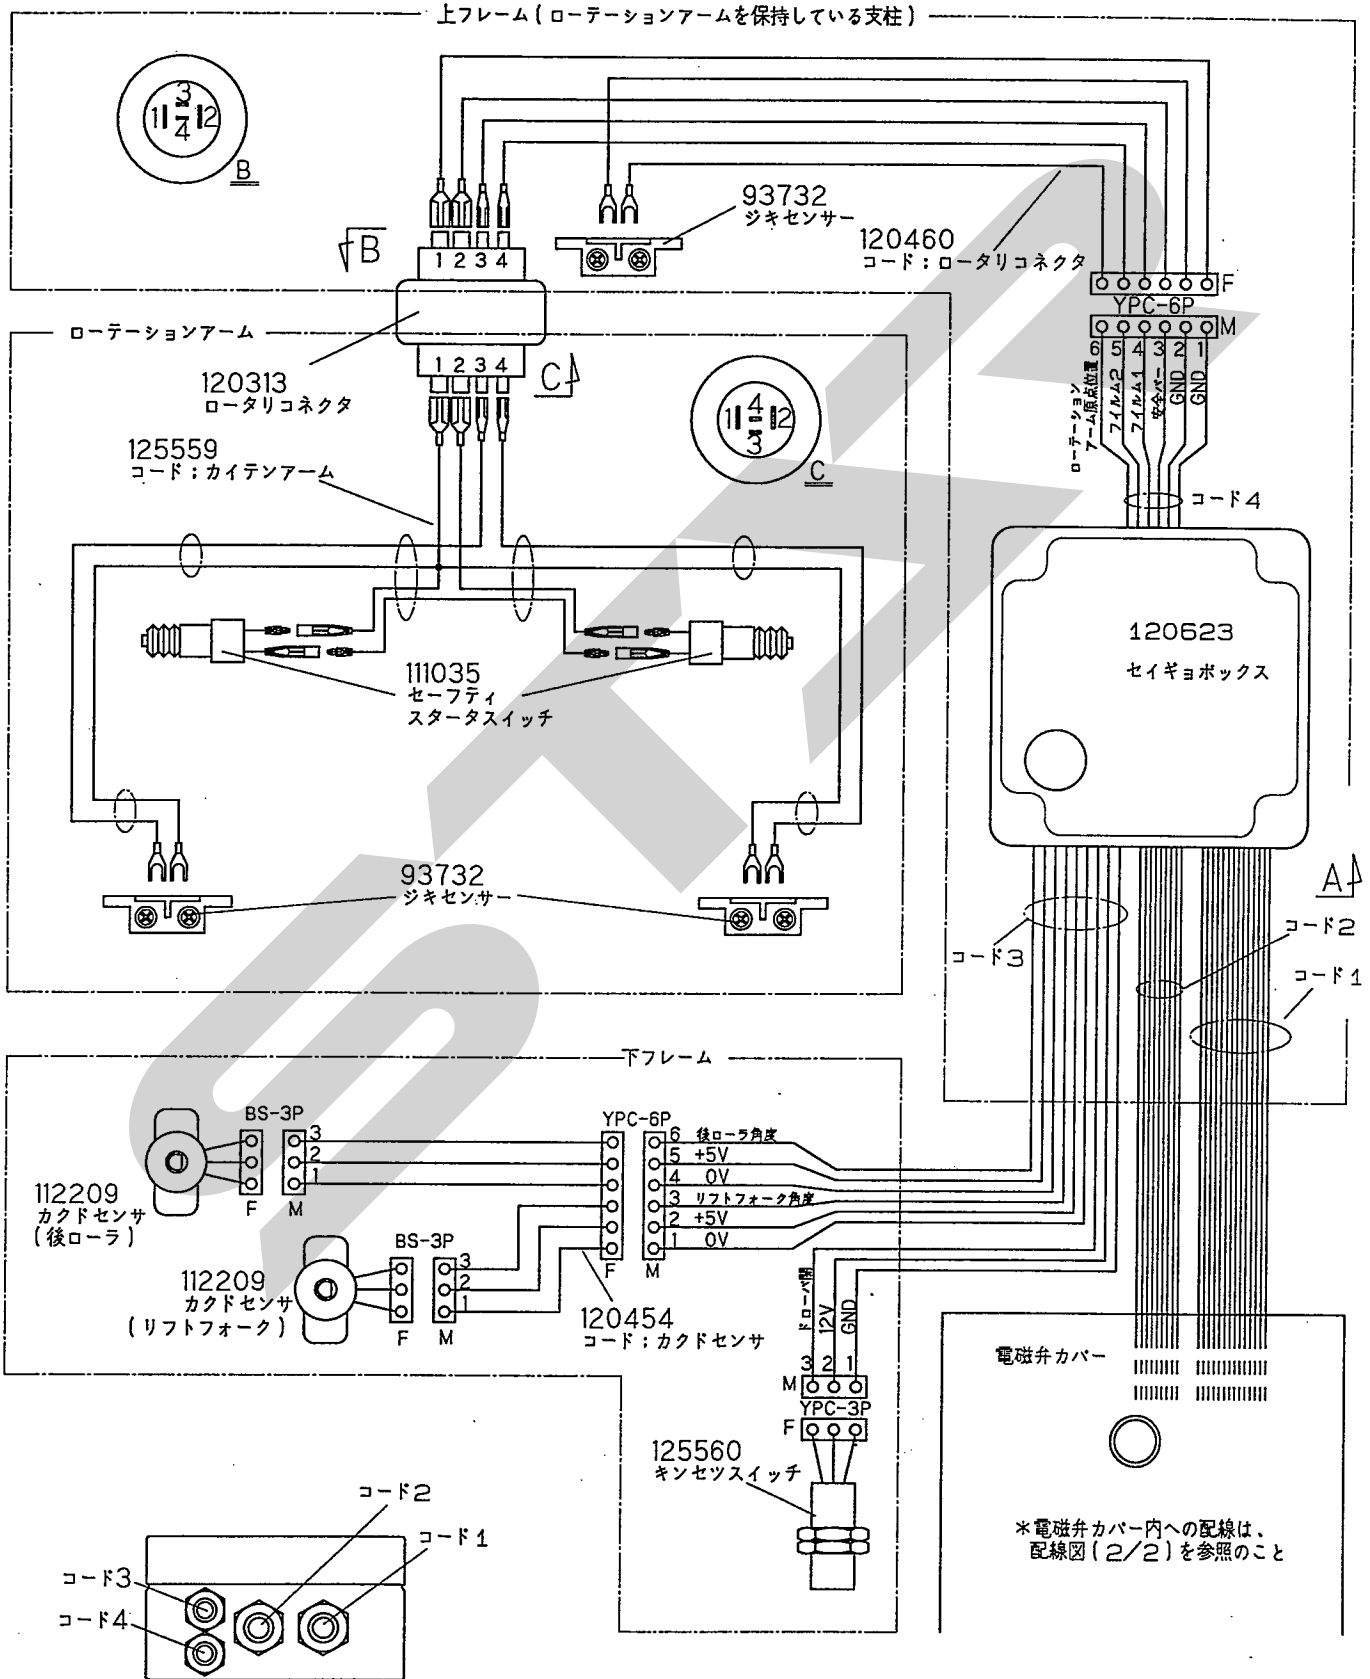 上フレーム(ローテーションアームを保持している支柱)
3
1 2
4
B
B
1 2 3 4
93732
ジキセンサー
120460
コード:ロータリコネクタ
F
YPC-6P
M
6 5 4 3 2 1
ローテーション
アーム原点位置
フイルム2
フイルム1
安全バー
GND
GND
コード4
ローテーションアーム
120313
ロータリコネクタ
1 2 3 4
C
4
1 2
3
C
125559
コード:カイテンアーム
111035
セーフティ
スタータスイッチ
93732
ジキセンサー
120623
セイギョボックス
A
コード3
コード2
コード1
下フレーム
BS-3P
3
2
1
F M
112209
カクドセンサ
(後ローラ)
BS-3P
3
2
1
F M
112209
カクドセンサ
(リフトフォーク)
YPC-6P
6 後ローラ角度
5 +5V
4 0V
3 リフトフォーク角度
2 +5V
1 0V
F M
120454
コード:カクドセンサ
ドローバ開
12V
GND
3 2 1
M
YPC-3P
F
125560
キンセツスイッチ
電磁弁カバー
*電磁弁カバー内への配線は、
配線図(2/2)を参照のこと
コード2
コード1
コード3
コード4
STX